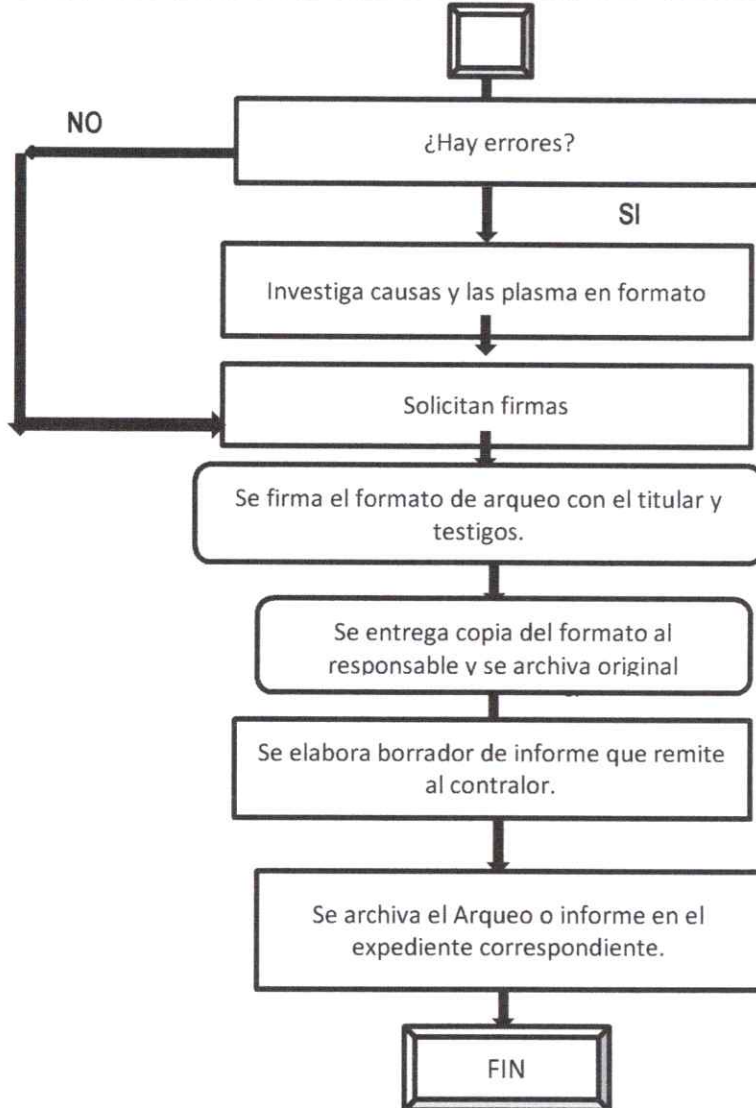 NO
¿Hay errores?
SI
Investiga causas y las plasma en formato
Solicitan firmas
Se firma el formato de arqueo con el titular y
testigos.
Se entrega copia del formato al
responsable y se archiva original
Se elabora borrador de informe que remite
al contralor.
Se archiva el Arqueo o informe en el
expediente correspondiente.
FIN